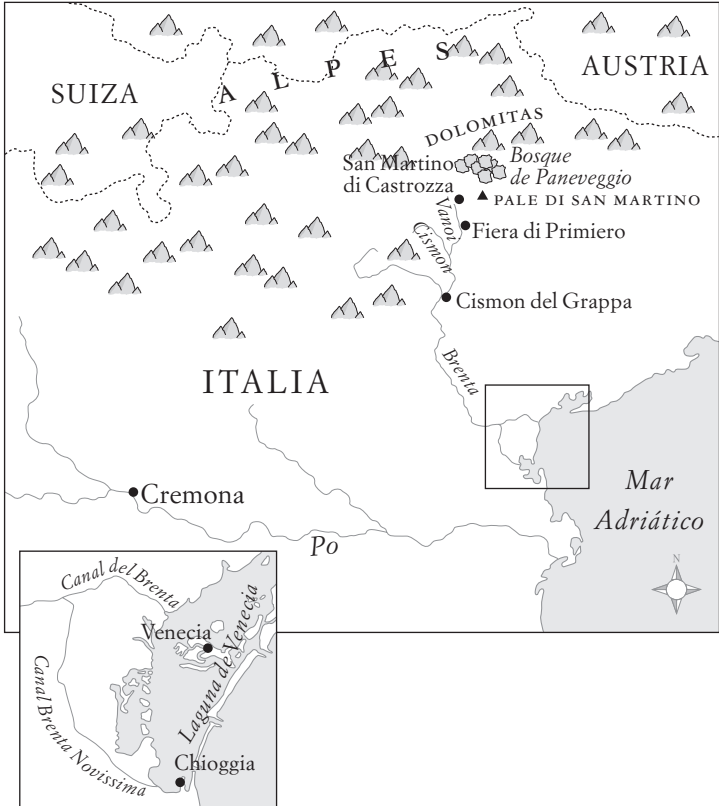 SUIZA
ALPES
AUSTRIA
DOLOMITAS
San Martino
di Castrozza
Bosque
de Paneveggio
PALE DI SAN MARTINO
Vanoi
Fiera di Primiero
Cismon
Cismon del Grappa
Brenta
ITALIA
Cremona
Po
Mar
Adriático
N
Canal del Brenta
Venecia
Laguna de Venecia
Canal Brenta Novissima
Chioggia